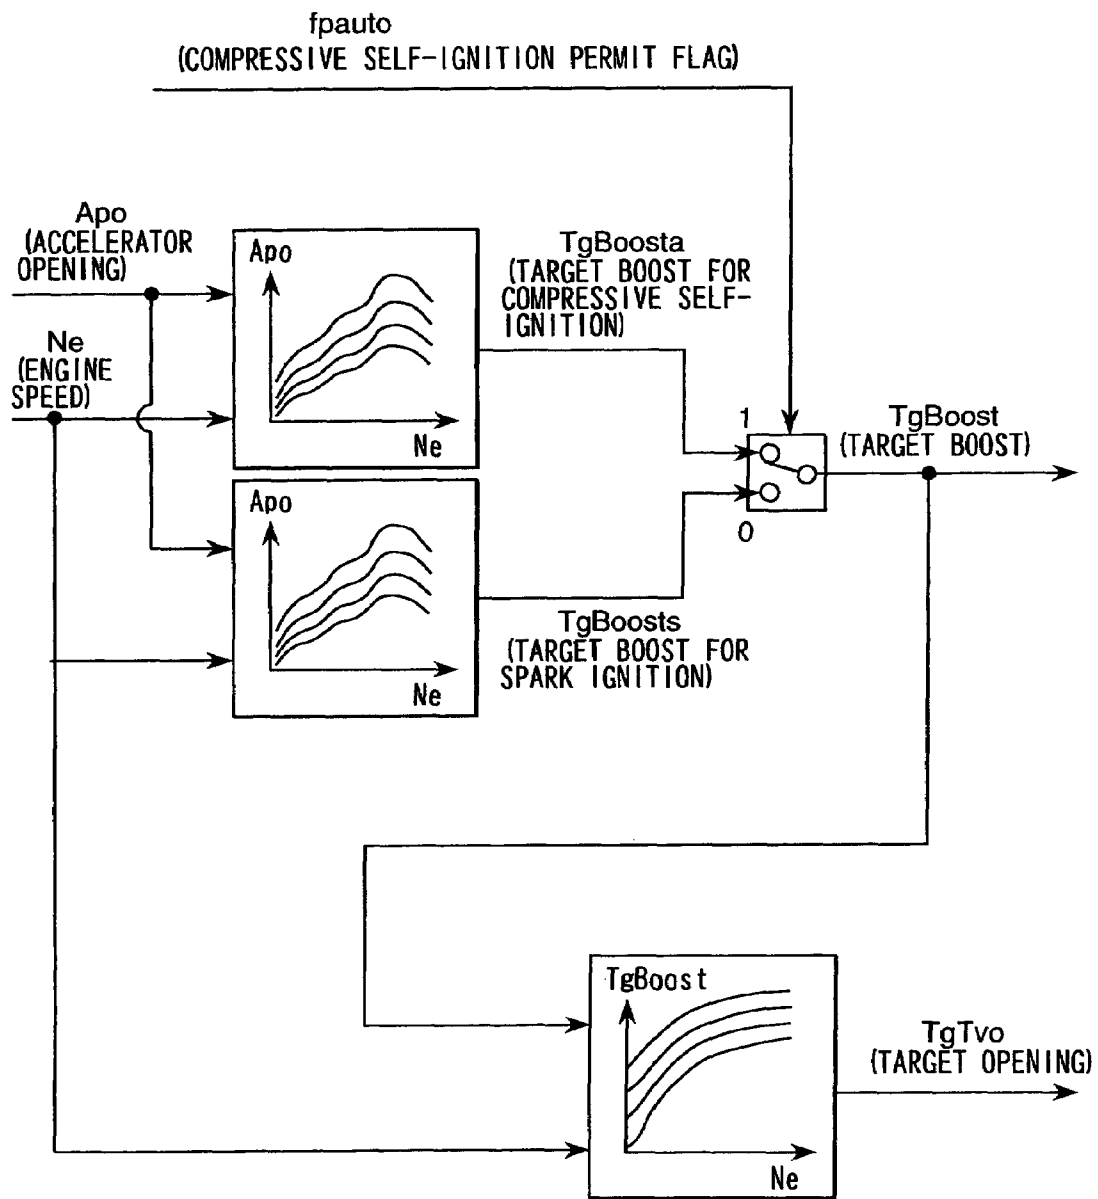 fpauto
(COMPRESSIVE SELF-IGNITION PERMIT FLAG)
Apo
(ACCELERATOR
OPENING)
Ne
(ENGINE
SPEED)
Apo
Ne
TgBoosta
(TARGET BOOST FOR
COMPRESSIVE SELF-
IGNITION)
1
0
TgBoost
(TARGET BOOST)
Apo
Ne
TgBoosts
(TARGET BOOST FOR
SPARK IGNITION)
TgBoost
Ne
TgTvo
(TARGET OPENING)